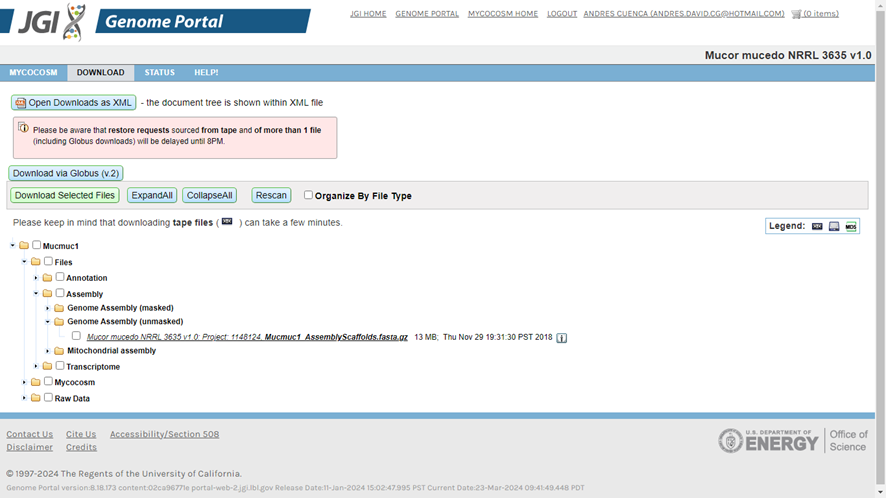 JGI Genome Portal
JGI HOME GENOME PORTAL MYCOCOSM HOME LOGOUT ANDRES CUENCA (ANDRES.DAVID.CG@HOTMAIL.COM) (0 items)
Mucor mucedo NRRL 3635 v1.0
MYCOCOSM DOWNLOAD STATUS HELP!
Open Downloads as XML - the document tree is shown within XML file
Please be aware that restore requests sourced from tape and of more than 1 file
(including Globus downloads) will be delayed until 8PM.
Download via Globus (v.2)
Download Selected Files ExpandAll CollapseAll Rescan Organize By File Type
Please keep in mind that downloading tape files ( ) can take a few minutes.
Legend:
Mucmuc1
Files
Annotation
Assembly
Genome Assembly (masked)
Genome Assembly (unmasked)
Mucor mucedo NRRL 3635 v1.0; Project: 1148124, Mucmuc1_AssemblyScaffolds.fasta.gz 13 MB; Thu Nov 29 19:31:30 PST 2018
Mitochondrial assembly
Transcriptome
Mycocosm
Raw Data
Contact Us Cite Us Accessibility/Section 508
Disclaimer Credits
U.S. DEPARTMENT OF ENERGY Office of Science
© 1997-2024 The Regents of the University of California.
Genome Portal version:8.18.173 content:02ca96771e portal-web-2.jgi.lbl.gov Release Date:11-Jan-2024 15:02:47.995 PST Current Date:23-Mar-2024 09:41:49.448 PDT